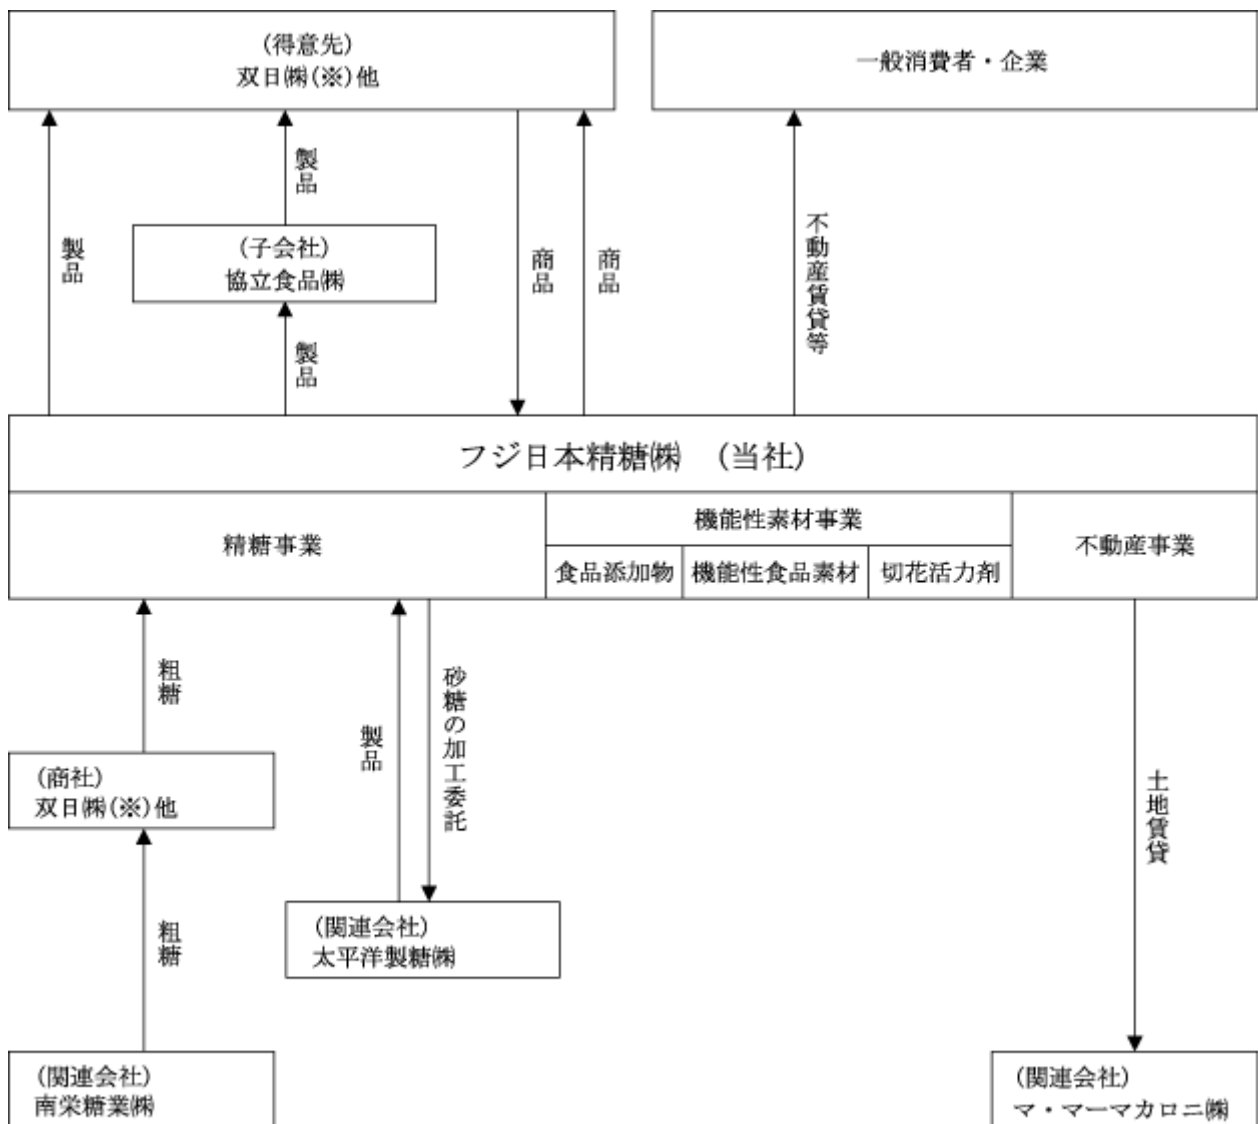 (得意先)
双日㈱(※)他
一般消費者・企業
製品
製品
(子会社)
協立食品㈱
製品
商品
商品
不動産賃貸等
フジ日本精糖㈱ (当社)
精糖事業
機能性素材事業
食品添加物
機能性食品素材
切花活力剤
不動産事業
粗糖
製品
砂糖の加工委託
土地賃貸
(商社)
双日㈱(※)他
粗糖
(関連会社)
太平洋製糖㈱
(関連会社)
南栄糖業㈱
(関連会社)
マ・マーマカロニ㈱